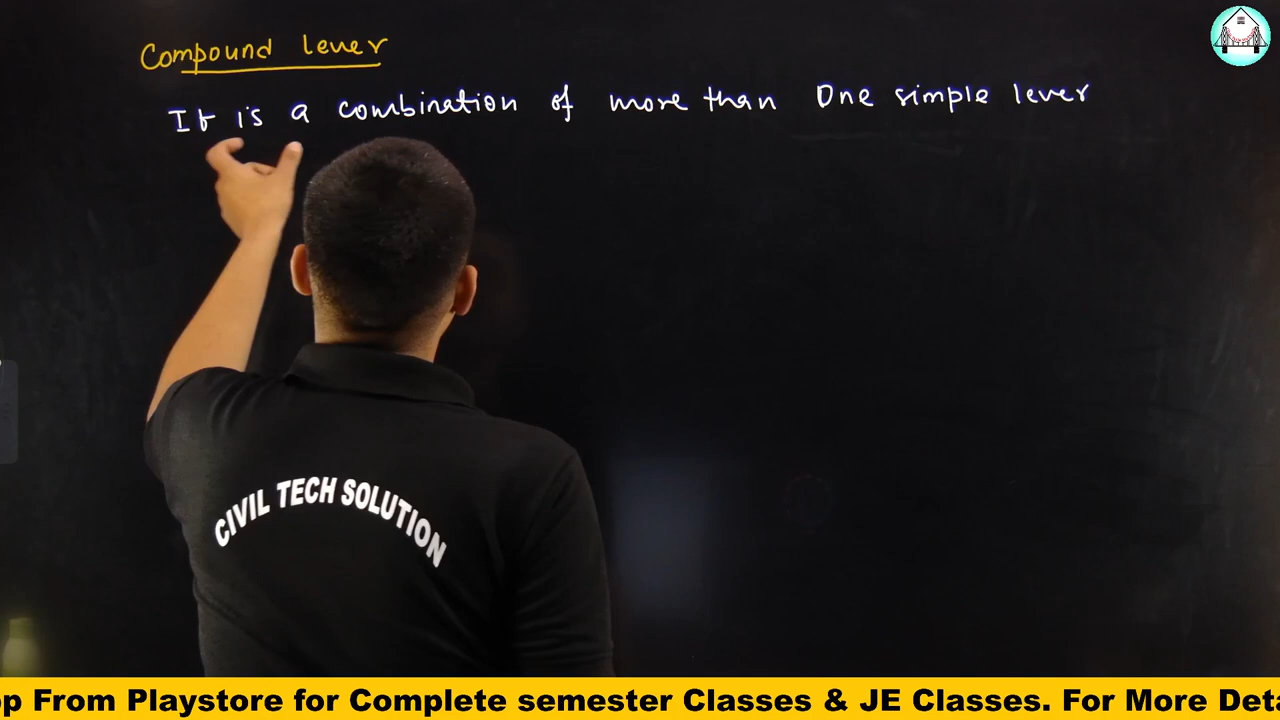 Compound lever
It is a combination of more than One simple lever
CIVIL TECH SOLUTION
p From Playstore for Complete semester Classes & JE Classes. For More Deta